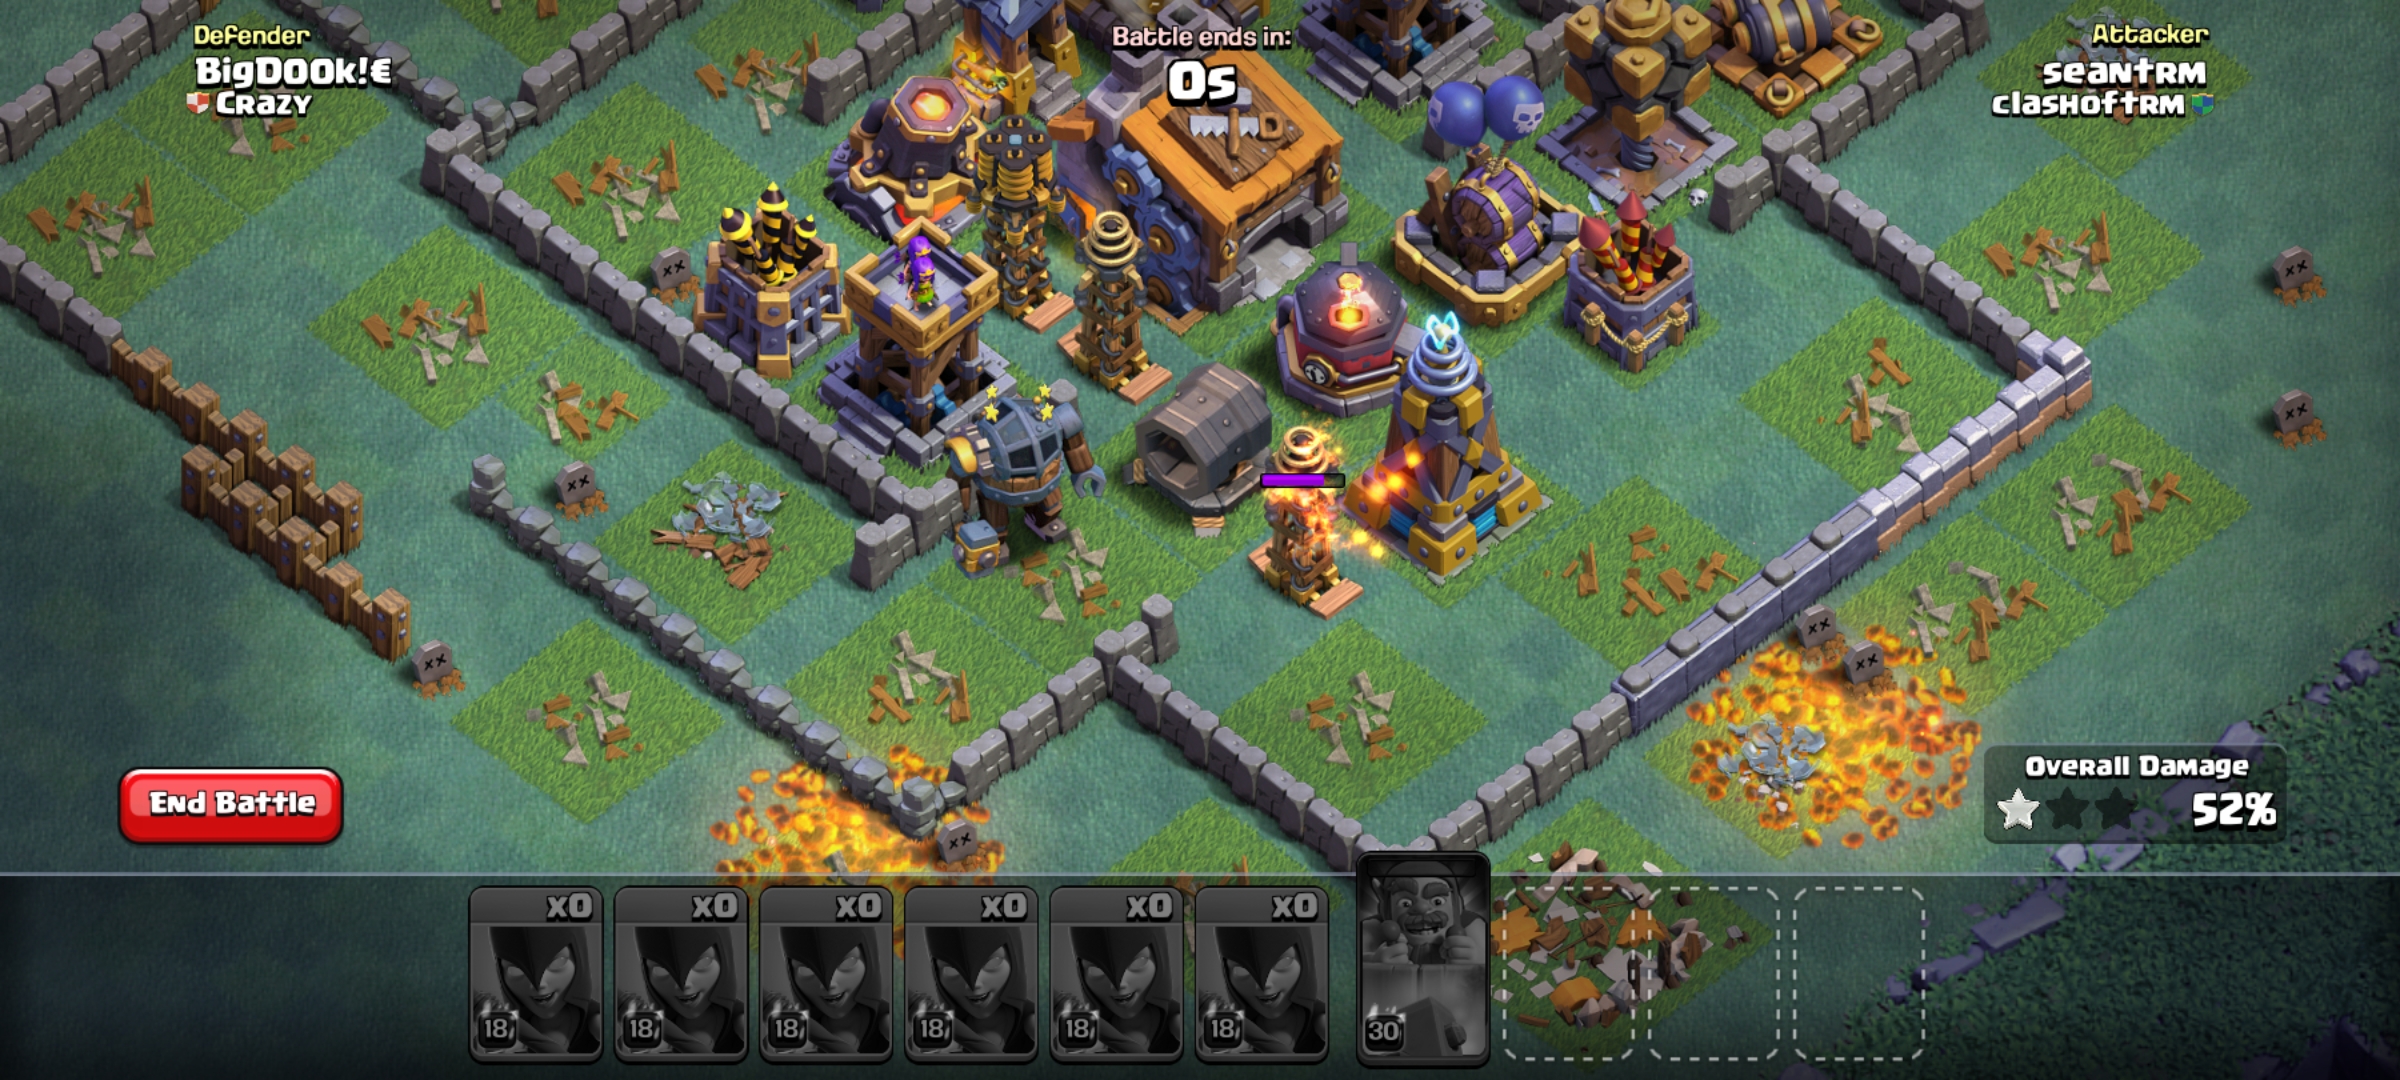 Defender
BigDOOk!€
Crazy
Battle ends in:
0s
Attacker
seantRM
clashoftRM
End Battle
Overall Damage
52%
x0
x0
x0
x0
x0
x0
18
18
18
18
18
18
30